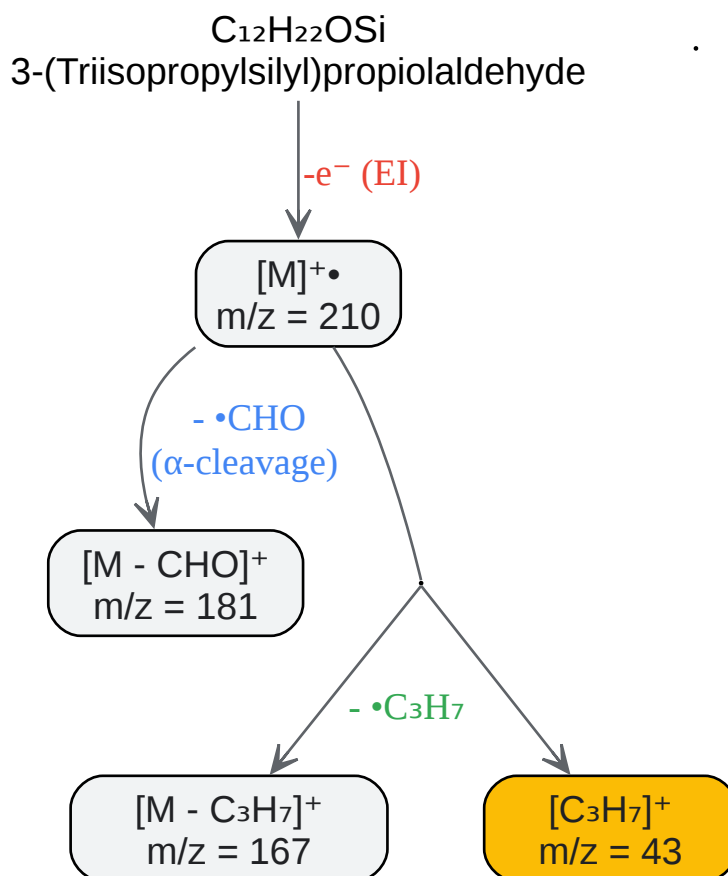 C₁₂H₂₂OSi
3-(Triisopropylsilyl)propiolaldehyde
-e⁻ (EI)
[M]⁺•
m/z = 210
- •CHO
(α-cleavage)
[M - CHO]⁺
m/z = 181
- •C₃H₇
[M - C₃H₇]⁺
m/z = 167
[C₃H₇]⁺
m/z = 43